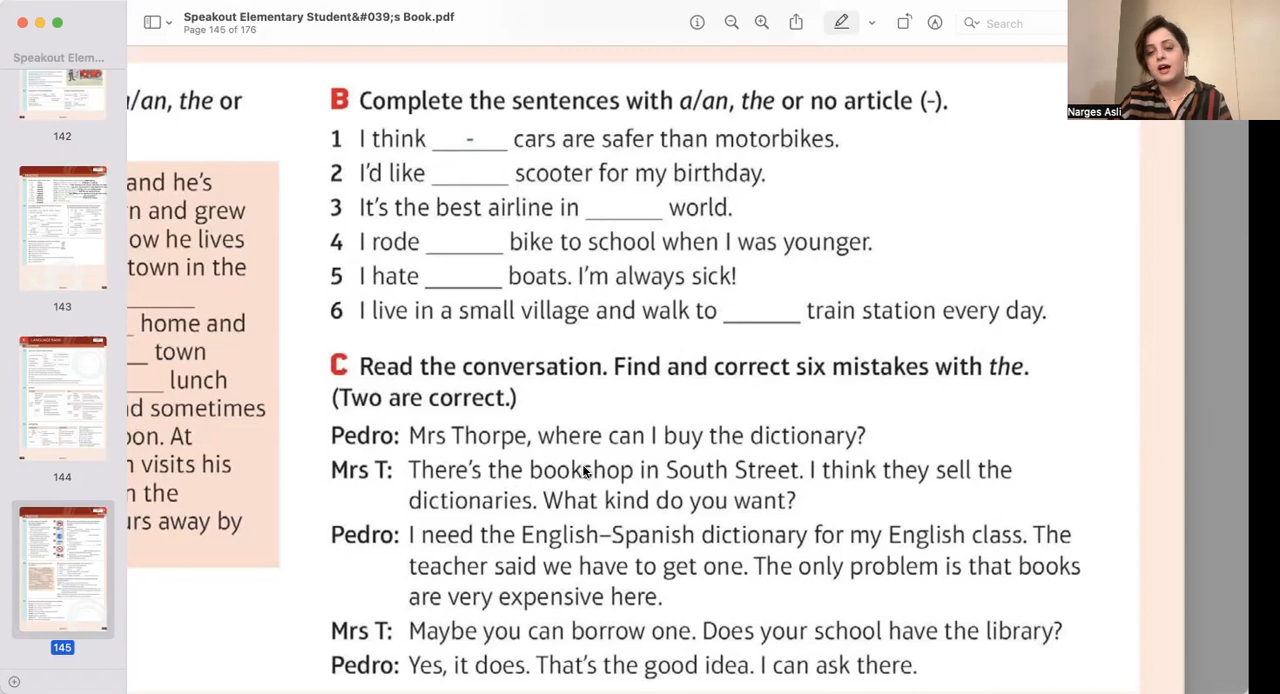 Speakout Elementary Student&#039;s Book.pdf
Page 145 of 176
Search
Speakout Elem...
142
143
144
145
Narges Asli
/an, the or
and he's
n and grew
ow he lives
town in the
home and
town
lunch
d sometimes
on. At
n visits his
n the
urs away by
B Complete the sentences with a/an, the or no article (-).
1 I think ___-___ cars are safer than motorbikes.
2 I'd like ______ scooter for my birthday.
3 It's the best airline in ______ world.
4 I rode ______ bike to school when I was younger.
5 I hate ______ boats. I'm always sick!
6 I live in a small village and walk to ______ train station every day.
C Read the conversation. Find and correct six mistakes with the.
(Two are correct.)
Pedro: Mrs Thorpe, where can I buy the dictionary?
Mrs T: There's the bookshop in South Street. I think they sell the
dictionaries. What kind do you want?
Pedro: I need the English–Spanish dictionary for my English class. The
teacher said we have to get one. The only problem is that books
are very expensive here.
Mrs T: Maybe you can borrow one. Does your school have the library?
Pedro: Yes, it does. That's the good idea. I can ask there.